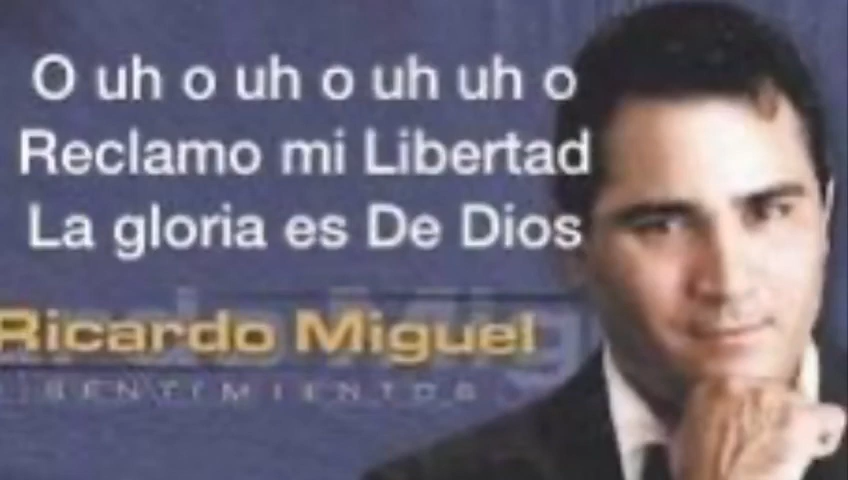 O uh o uh o uh uh o
Reclamo mi Libertad
La gloria es De Dios
Ricardo Miguel
SENTIMIENTOS